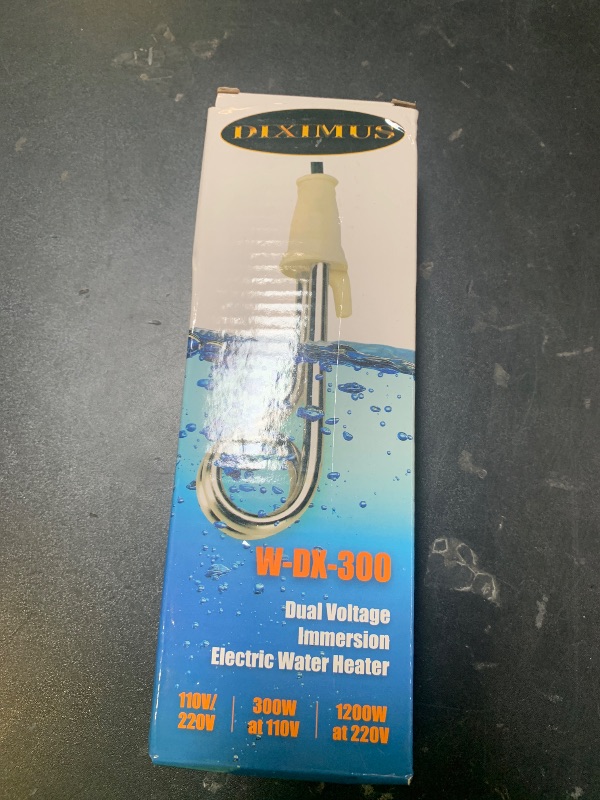 DIXIMUS
W-DX-300
Dual Voltage
Immersion
Electric Water Heater
110V/
220V
300W
at 110V
1200W
at 220V